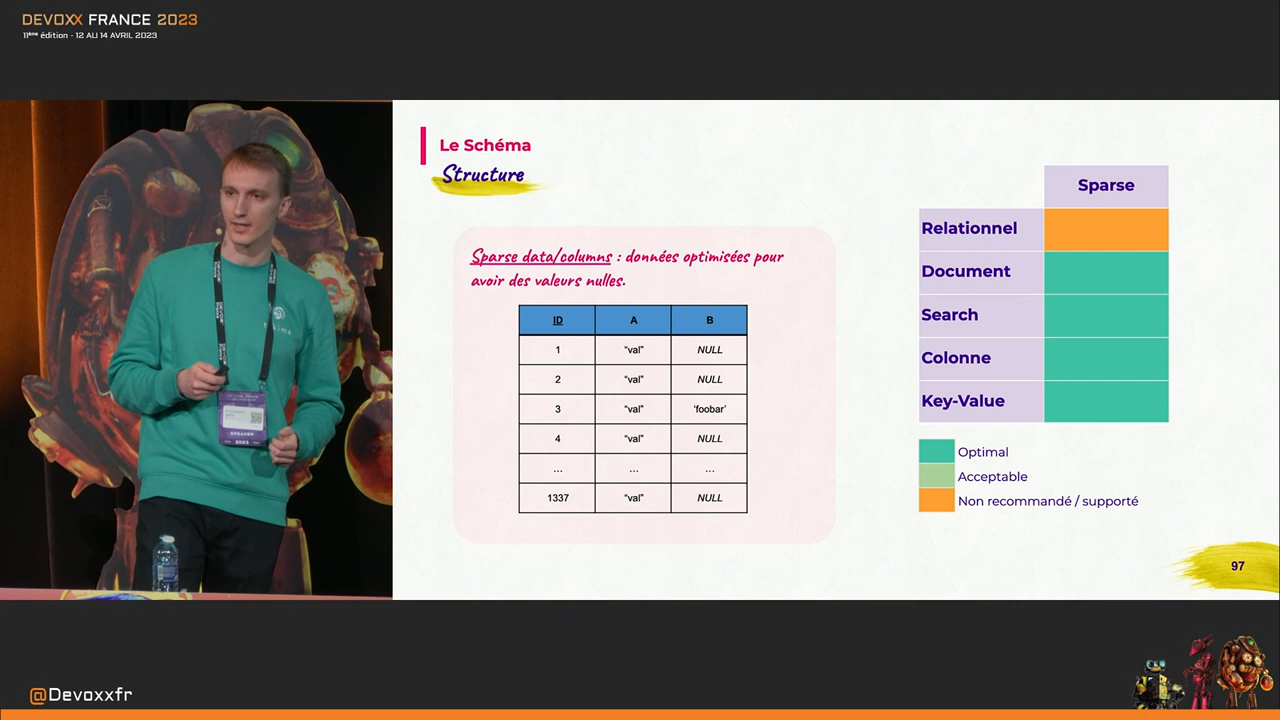 DEVOXX FRANCE 2023
11ème édition - 12 AU 14 AVRIL 2023
Le Schéma
Structure
Sparse data/columns : données optimisées pour
avoir des valeurs nulles.
ID A B
1 "val" NULL
2 "val" NULL
3 "val" 'foobar'
4 "val" NULL
... ... ...
1337 "val" NULL
Sparse
Relationnel
Document
Search
Colonne
Key-Value
Optimal
Acceptable
Non recommandé / supporté
97
SPEAKER
2023
@Devoxxfr